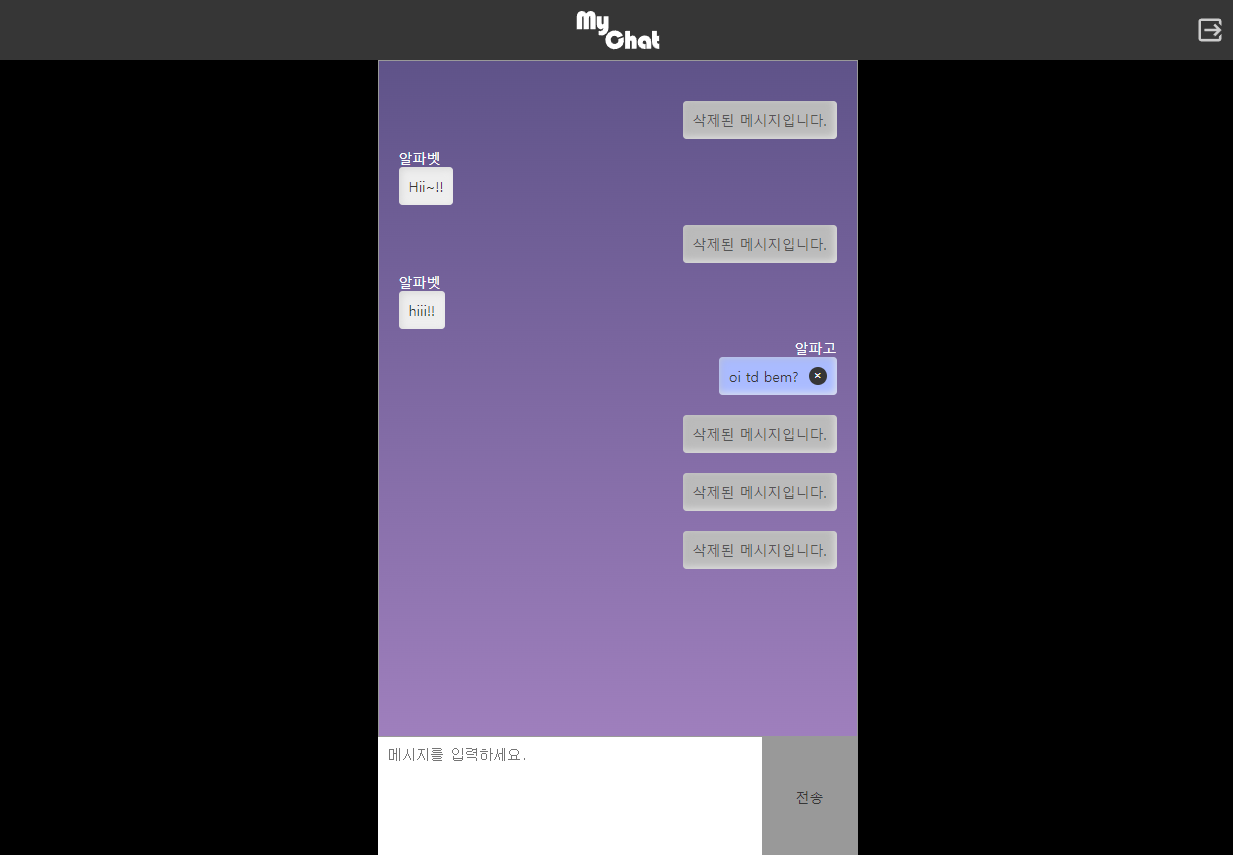 My
Chat
삭제된 메시지입니다.
알파벳
Hii~!!
삭제된 메시지입니다.
알파벳
hiii!!
알파고
oi td bem?
삭제된 메시지입니다.
삭제된 메시지입니다.
삭제된 메시지입니다.
메시지를 입력하세요.
전송